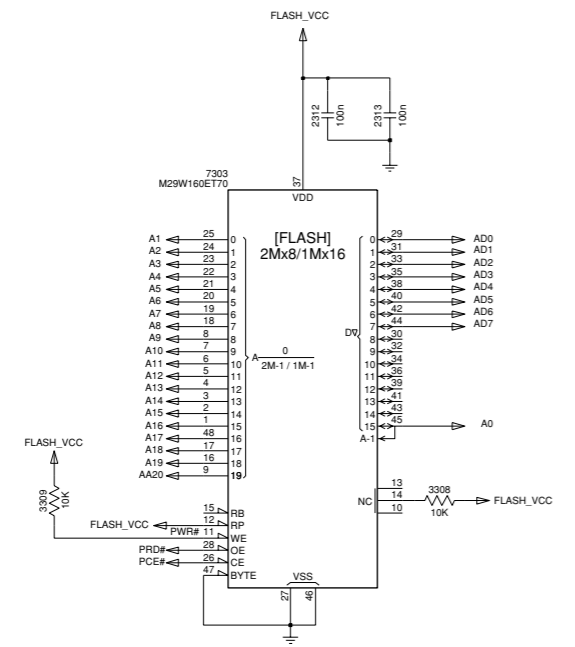 FLASH_VCC
2312
100n
2313
100n
7303
M29W160ET70
37
VDD
[FLASH]
2Mx8/1Mx16
A1 25 0
A2 24 1
A3 23 2
A4 22 3
A5 21 4
A6 20 5
A7 19 6
A8 18 7
A9 8 8
A10 7 9
A11 6 10
A12 5 11
A13 4 12
A14 3 13
A15 2 14
A16 1 15
A17 48 16
A18 17 17
A19 16 18
AA20 9 19
A 0
2M-1 / 1M-1
D∇
0 29 AD0
1 31 AD1
2 33 AD2
3 35 AD3
4 38 AD4
5 40 AD5
6 42 AD6
7 44 AD7
8 30
9 32
10 34
11 36
12 39
13 41
14 43
15 45 A0
A-1
FLASH_VCC
3309
10K
15 RB
FLASH_VCC 12 RP
PWR# 11 WE
PRD# 28 OE
PCE# 26 CE
47 BYTE
13
NC 14 3308 FLASH_VCC
10 10K
VSS
27
46